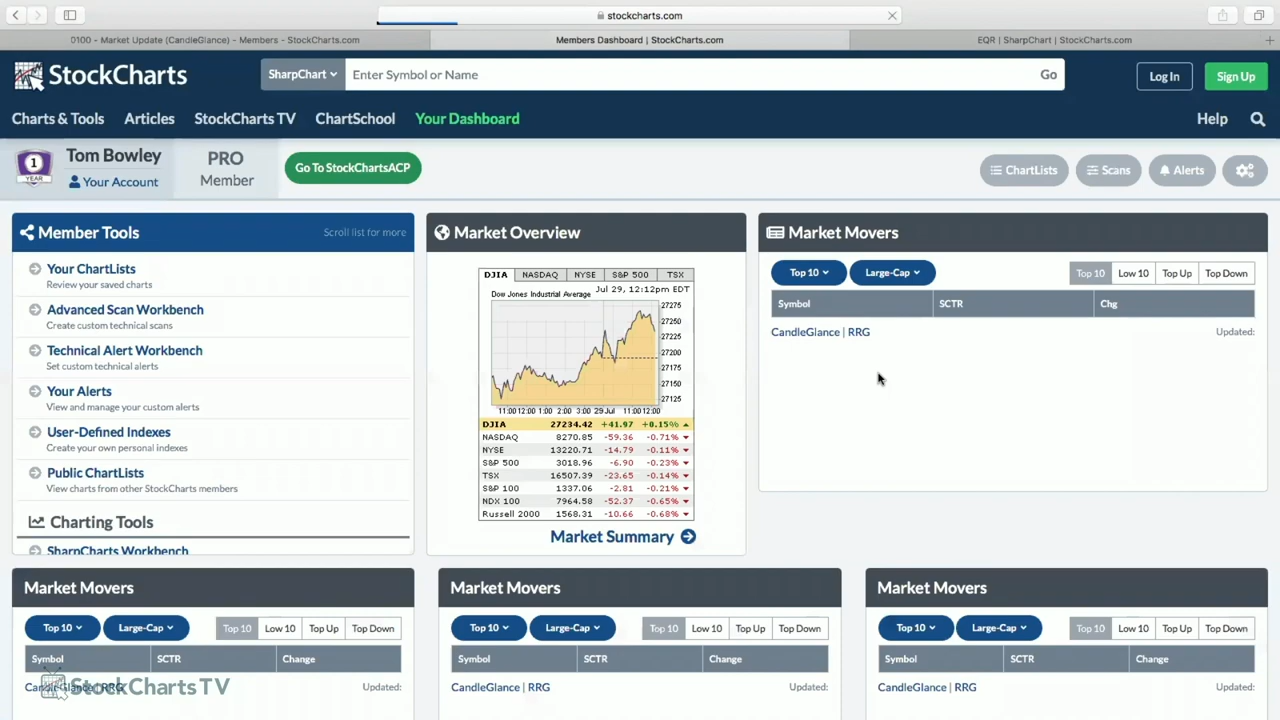 stockcharts.com
0100 - Market Update (CandleGlance) - Members - StockCharts.com
Members Dashboard | StockCharts.com
EQR | SharpChart | StockCharts.com
StockCharts
SharpChart
Enter Symbol or Name
Go
Log In
Sign Up
Charts & Tools
Articles
StockCharts TV
ChartSchool
Your Dashboard
Help
1
YEAR
Tom Bowley
Your Account
PRO
Member
Go To StockChartsACP
ChartLists
Scans
Alerts
Member Tools
Scroll list for more
Your ChartLists
Review your saved charts
Advanced Scan Workbench
Create custom technical scans
Technical Alert Workbench
Set custom technical alerts
Your Alerts
View and manage your custom alerts
User-Defined Indexes
Create your own personal indexes
Public ChartLists
View charts from other StockCharts members
Charting Tools
SharpCharts Workbench
Market Overview
DJIA NASDAQ NYSE S&P 500 TSX
Jul 29, 12:12pm EDT
Dow Jones Industrial Average
27275
27250
27225
27200
27175
27150
27125
11:00 12:00 1:00 2:00 3:00 29 Jul 11:00 12:00
DJIA 27234.42 +41.97 +0.15%
NASDAQ 8270.85 -59.36 -0.71%
NYSE 13220.71 -14.79 -0.11%
S&P 500 3018.96 -6.90 -0.23%
TSX 16507.39 -23.65 -0.14%
S&P 100 1337.06 -2.81 -0.21%
NDX 100 7964.58 -52.37 -0.65%
Russell 2000 1568.31 -10.66 -0.68%
Market Summary
Market Movers
Top 10 Large-Cap Top 10 Low 10 Top Up Top Down
Symbol SCTR Chg
CandleGlance | RRG Updated:
Market Movers
Top 10 Large-Cap Top 10 Low 10 Top Up Top Down
Symbol SCTR Change
CandleGlance | RRG Updated:
StockChartsTV
Market Movers
Top 10 Large-Cap Top 10 Low 10 Top Up Top Down
Symbol SCTR Change
CandleGlance | RRG Updated:
Market Movers
Top 10 Large-Cap Top 10 Low 10 Top Up Top Down
Symbol SCTR Change
CandleGlance | RRG Updated: